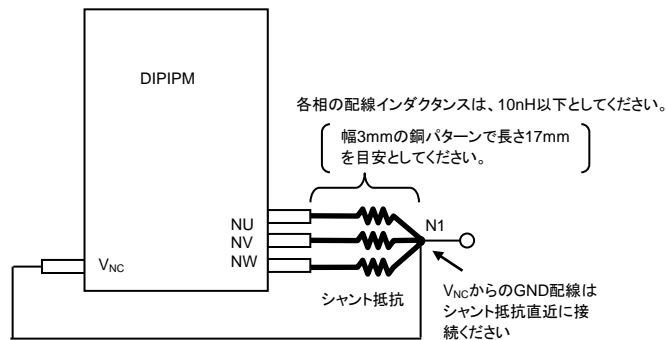 DIPIPM
各相の配線インダクタンスは、10nH以下としてください。
幅3mmの銅パターンで長さ17mm
を目安としてください。
NU
NV
NW
N1
VNC
シャント抵抗
VNCからのGND配線は
シャント抵抗直近に接
続ください